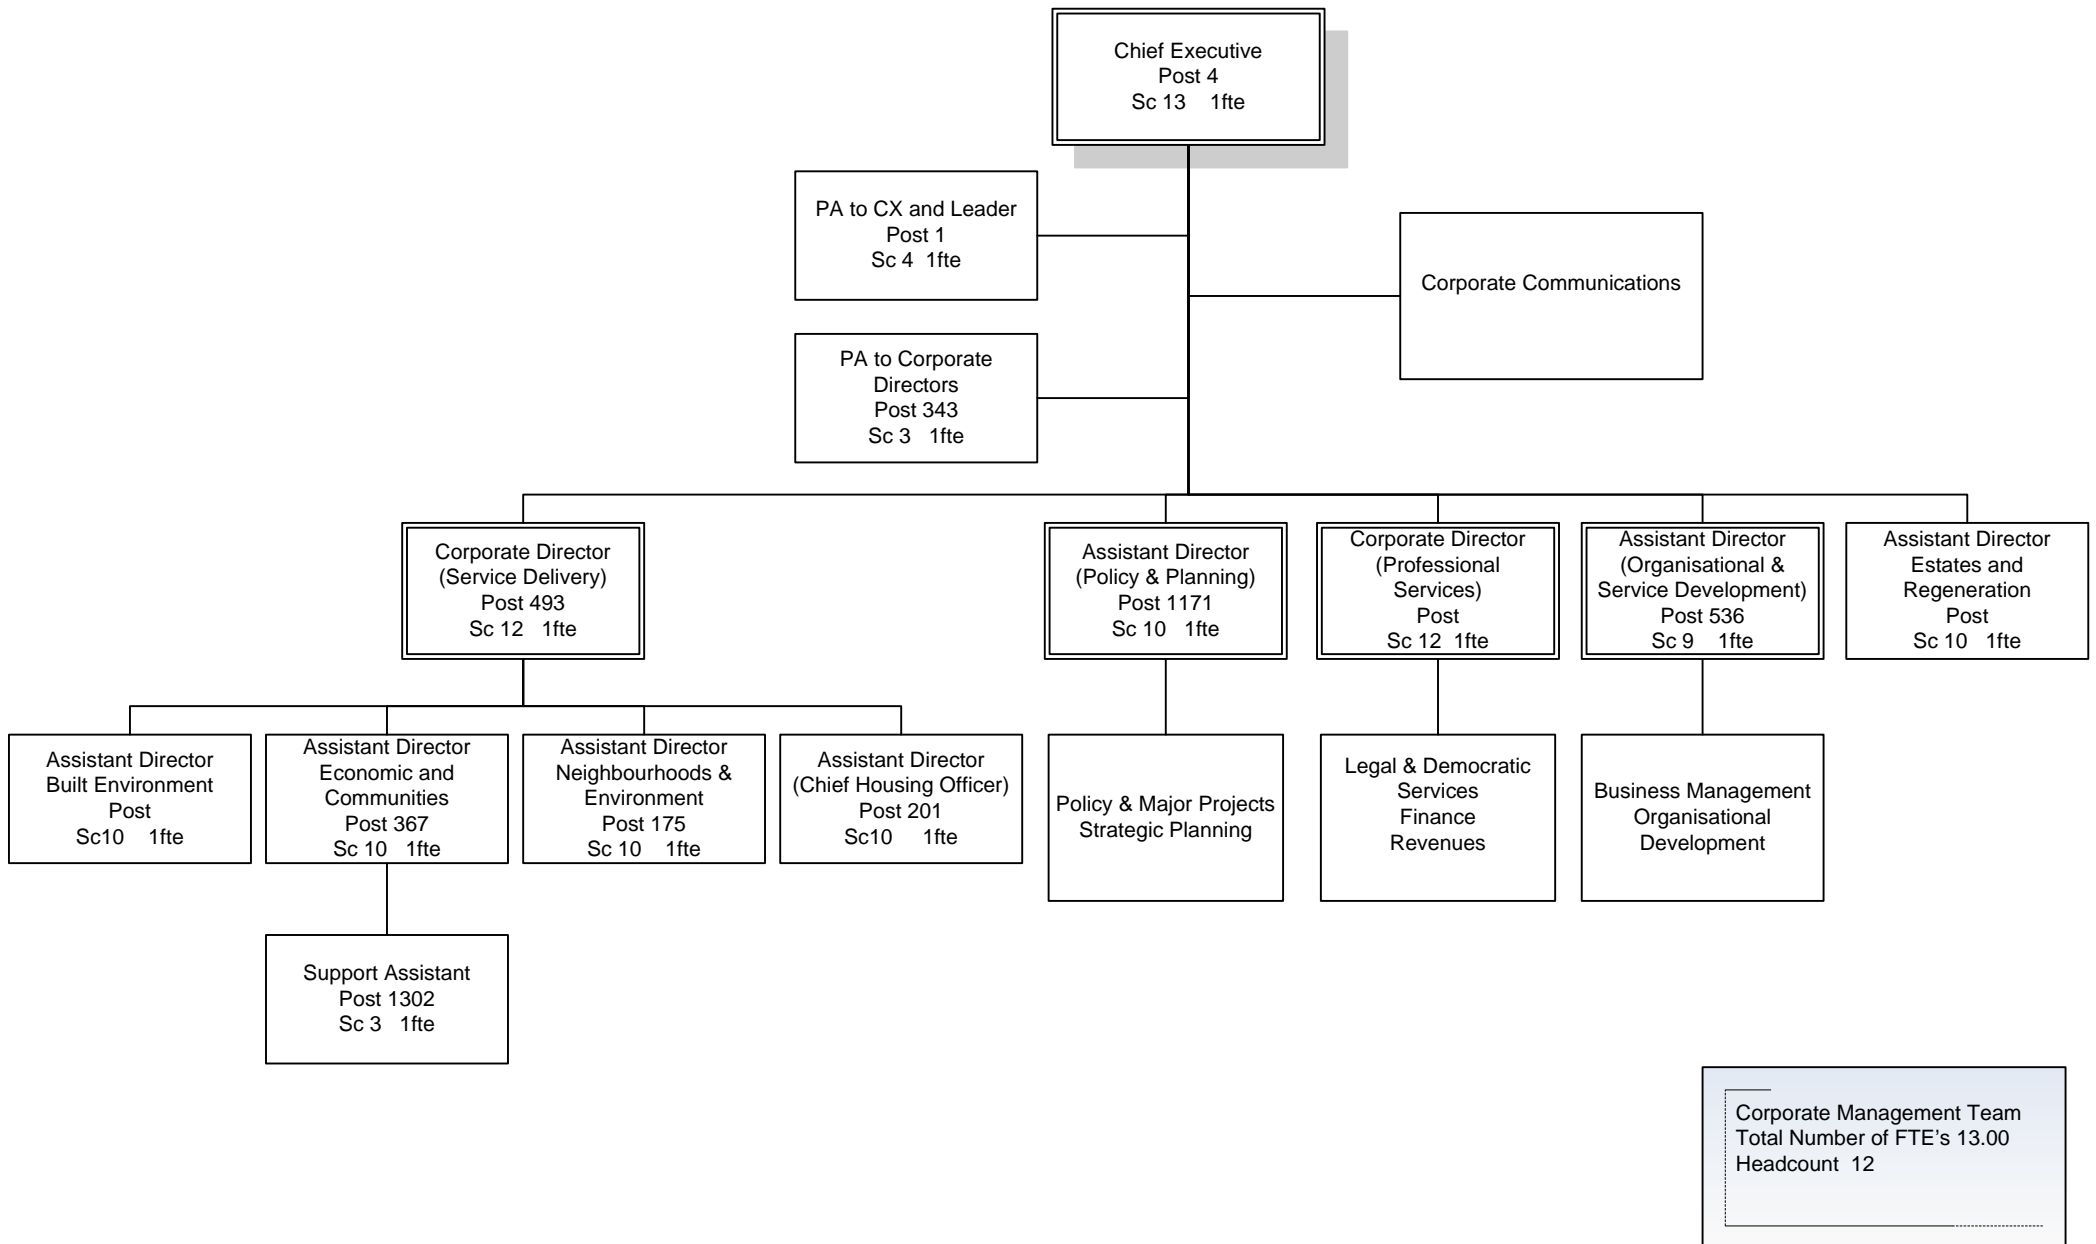 Chief Executive
Post 4
Sc 13 1fte
PA to CX and Leader
Post 1
Sc 4 1fte
Corporate Communications
PA to Corporate
Directors
Post 343
Sc 3 1fte
Corporate Director
(Service Delivery)
Post 493
Sc 12 1fte
Assistant Director
(Policy & Planning)
Post 1171
Sc 10 1fte
Corporate Director
(Professional
Services)
Post
Sc 12 1fte
Assistant Director
(Organisational &
Service Development)
Post 536
Sc 9 1fte
Assistant Director
Estates and
Regeneration
Post
Sc 10 1fte
Assistant Director
Built Environment
Post
Sc10 1fte
Assistant Director
Economic and
Communities
Post 367
Sc 10 1fte
Assistant Director
Neighbourhoods &
Environment
Post 175
Sc 10 1fte
Assistant Director
(Chief Housing Officer)
Post 201
Sc10 1fte
Policy & Major Projects
Strategic Planning
Legal & Democratic
Services
Finance
Revenues
Business Management
Organisational
Development
Support Assistant
Post 1302
Sc 3 1fte
Corporate Management Team
Total Number of FTE’s 13.00
Headcount 12